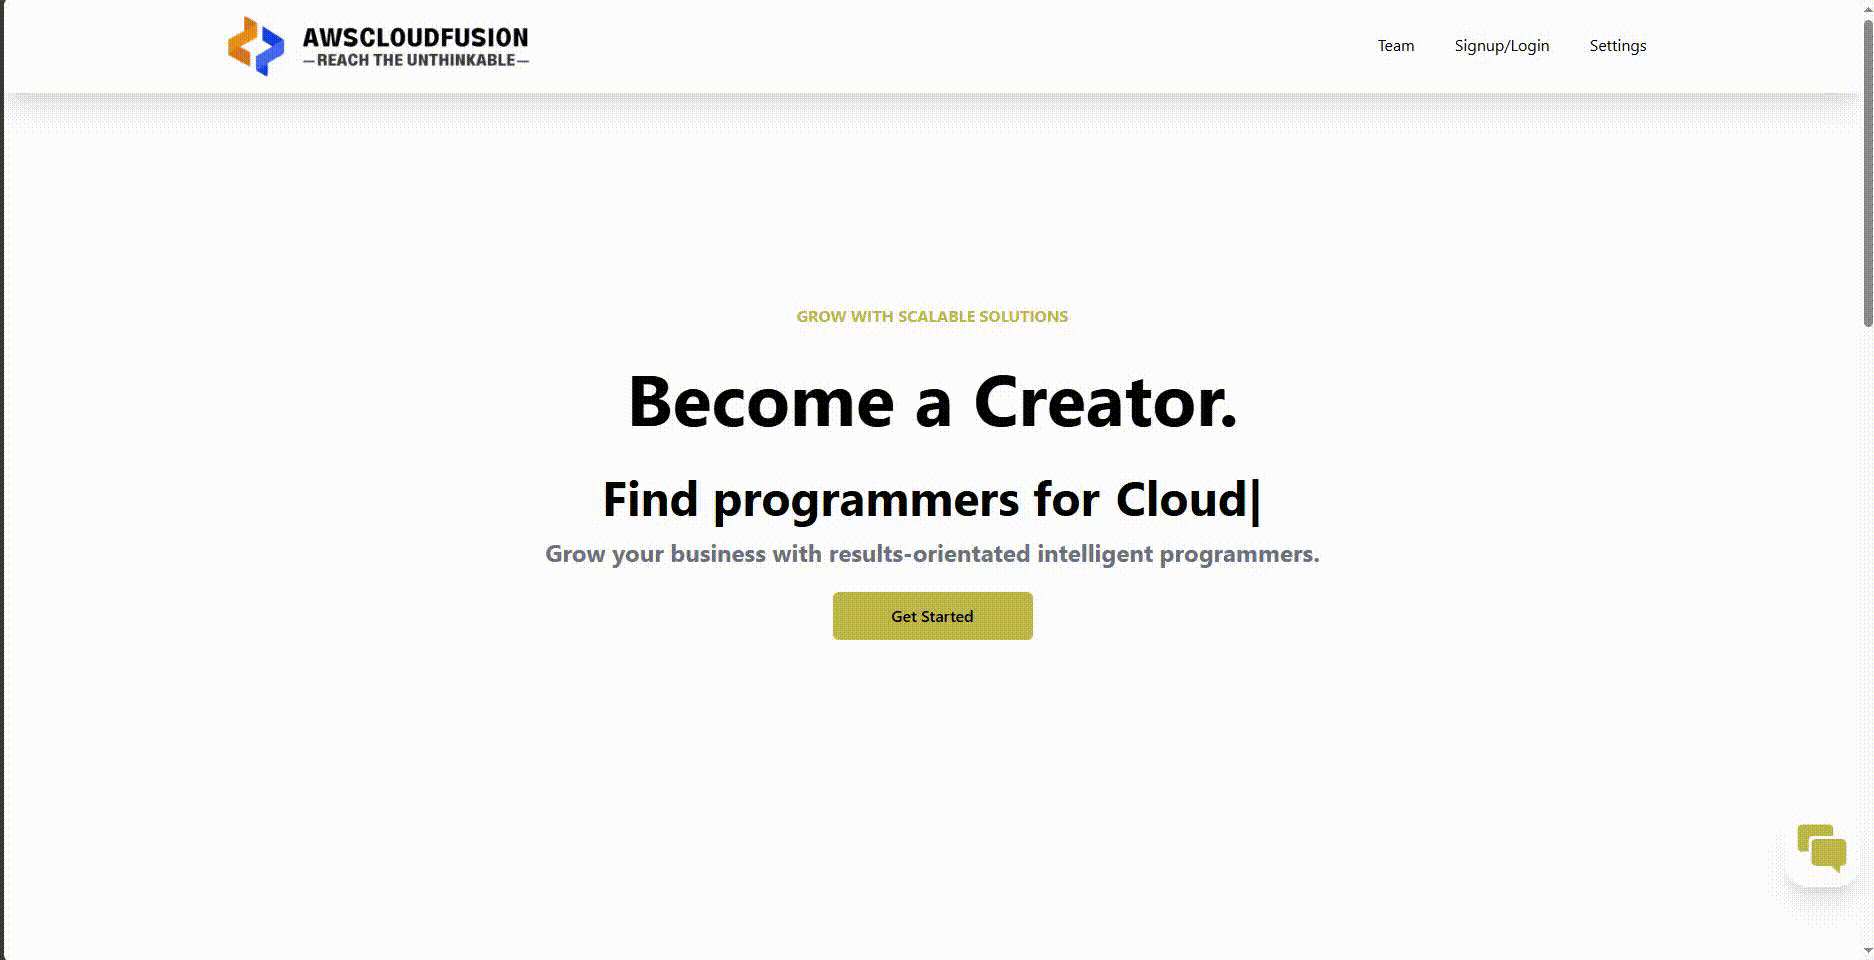 AWSCLOUDFUSION
—REACH THE UNTHINKABLE—
Team Signup/Login Settings
GROW WITH SCALABLE SOLUTIONS
Become a Creator.
Find programmers for Cloud|
Grow your business with results-orientated intelligent programmers.
Get Started